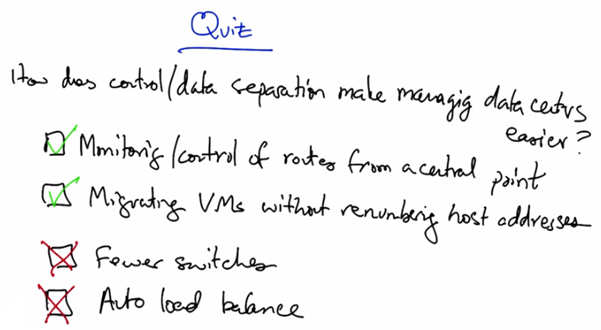 Quiz
How does control/data separation make managig data centers
easier?
Monitorig/control of routes from a central point
Migrating VMs without renumbering host addresses
Fewer switches
Auto load balance